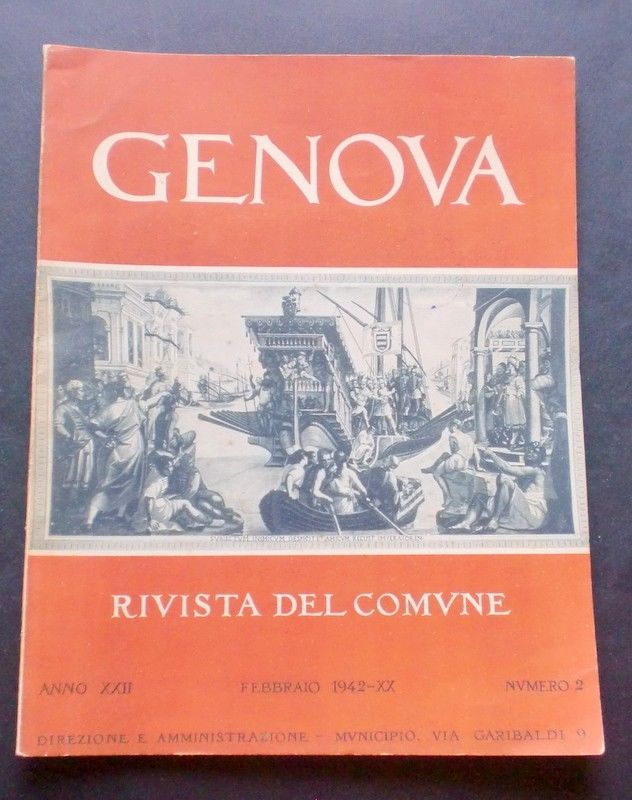 GENOVA
RIVISTA DEL COMVNE
ANNO XXII FEBBRAIO 1942-XX NVMERO 2
DIREZIONE E AMMINISTRAZIONE - MVNICIPIO, VIA GARIBALDI 9